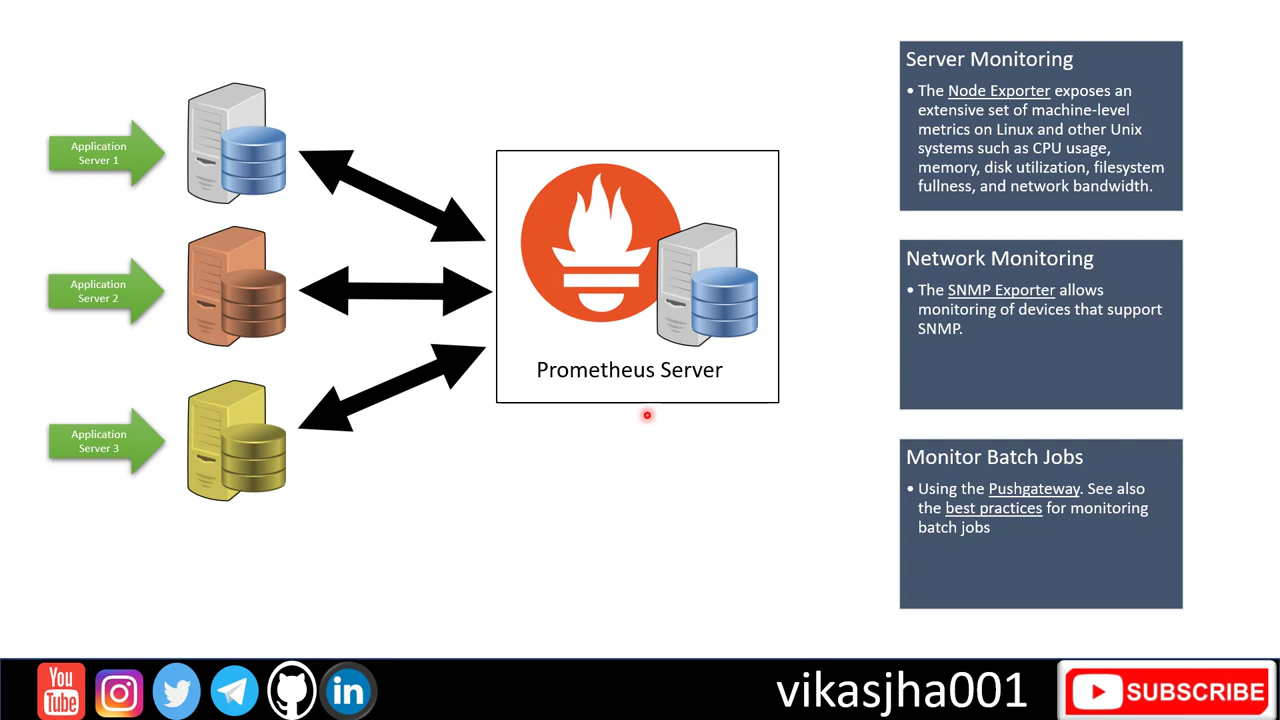 Application
Server 1
Application
Server 2
Application
Server 3
Prometheus Server
Server Monitoring
• The Node Exporter exposes an
extensive set of machine-level
metrics on Linux and other Unix
systems such as CPU usage,
memory, disk utilization, filesystem
fullness, and network bandwidth.
Network Monitoring
• The SNMP Exporter allows
monitoring of devices that support
SNMP.
Monitor Batch Jobs
• Using the Pushgateway. See also
the best practices for monitoring
batch jobs
You
Tube
in
vikasjha001
SUBSCRIBE